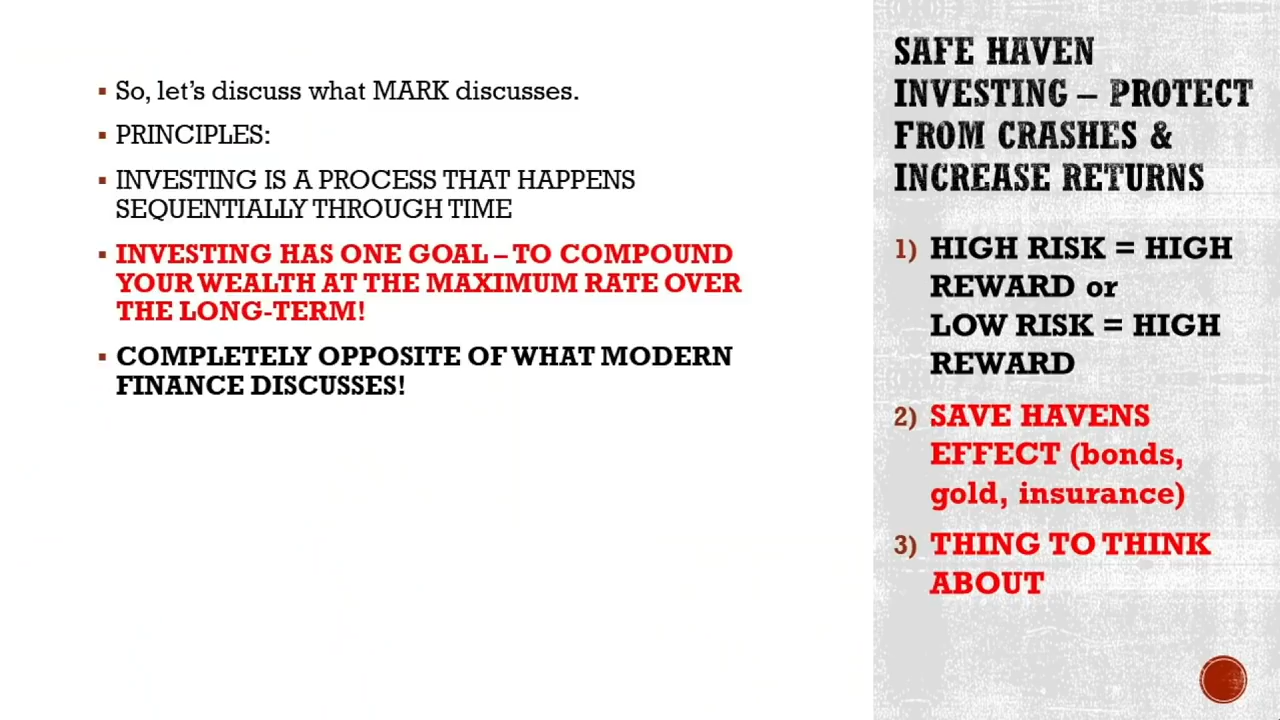 ▪ So, let's discuss what MARK discusses.
▪ PRINCIPLES:
▪ INVESTING IS A PROCESS THAT HAPPENS
SEQUENTIALLY THROUGH TIME
▪ INVESTING HAS ONE GOAL – TO COMPOUND
YOUR WEALTH AT THE MAXIMUM RATE OVER
THE LONG-TERM!
▪ COMPLETELY OPPOSITE OF WHAT MODERN
FINANCE DISCUSSES!
SAFE HAVEN
INVESTING – PROTECT
FROM CRASHES &
INCREASE RETURNS
1) HIGH RISK = HIGH
REWARD or
LOW RISK = HIGH
REWARD
2) SAVE HAVENS
EFFECT (bonds,
gold, insurance)
3) THING TO THINK
ABOUT